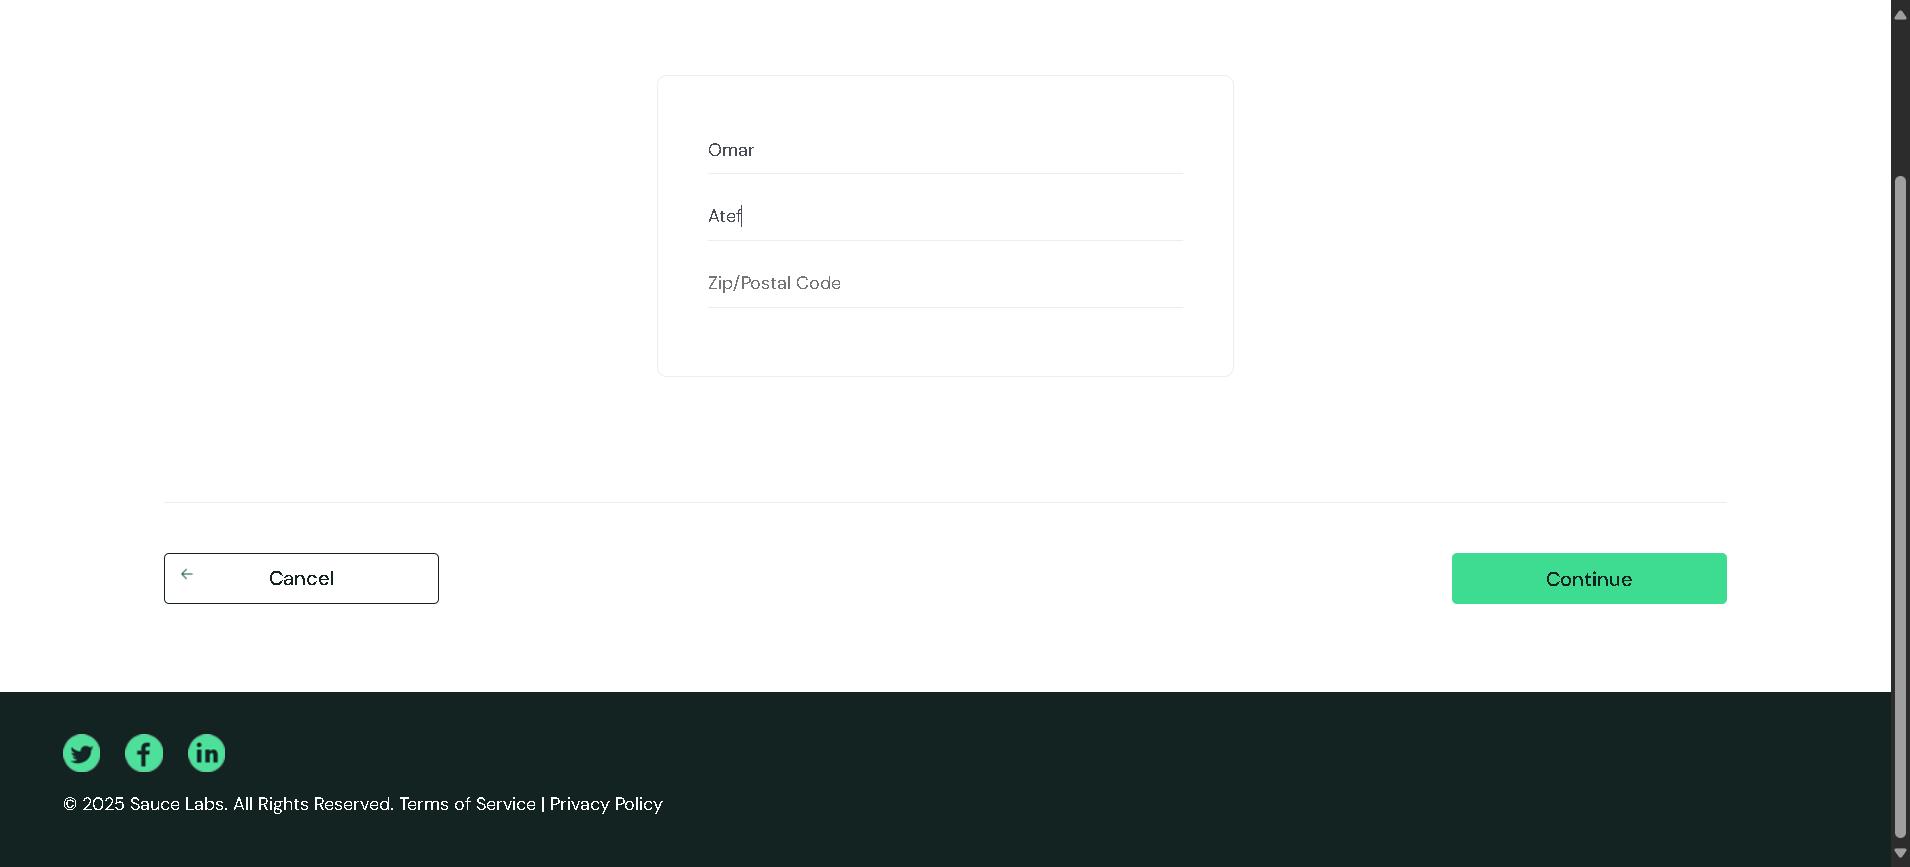 Omar
Atef
Zip/Postal Code
Cancel
Continue
© 2025 Sauce Labs. All Rights Reserved. Terms of Service | Privacy Policy